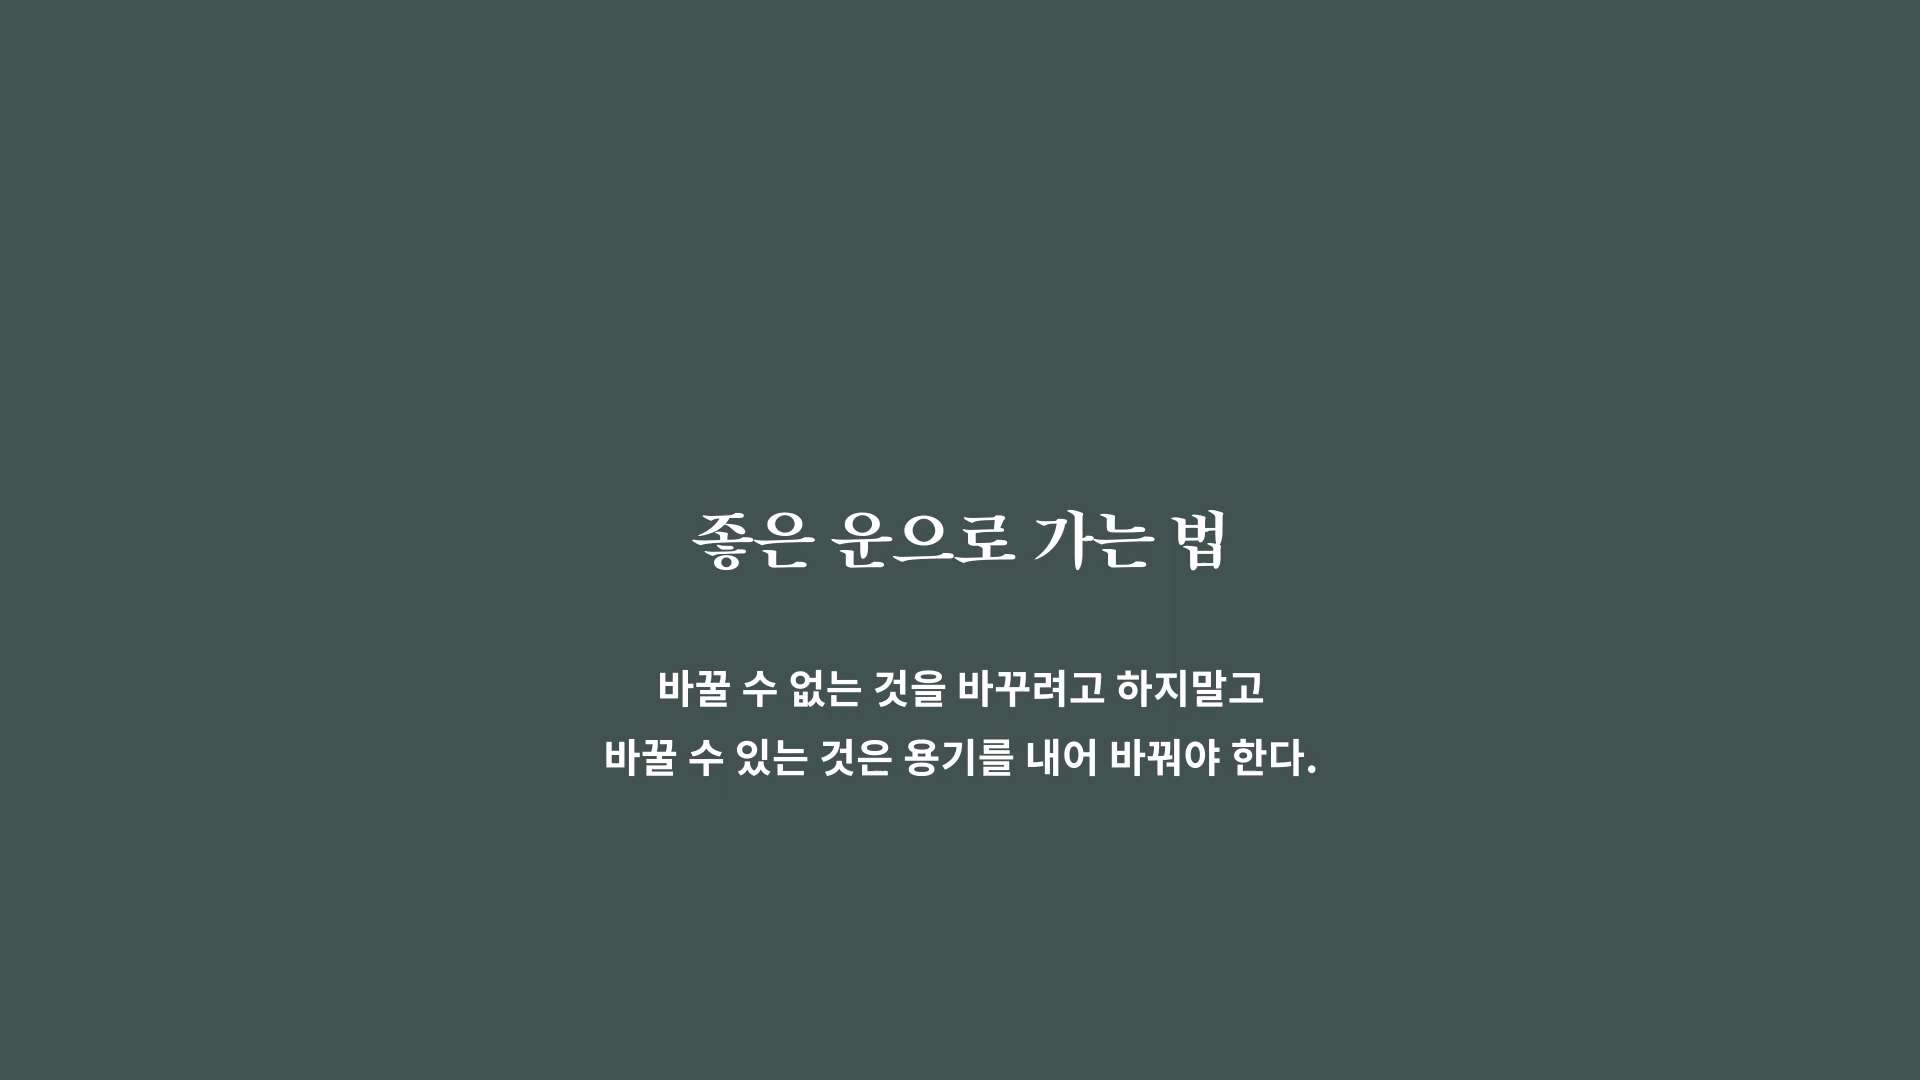 좋은 운으로 가는 법
바꿀 수 없는 것을 바꾸려고 하지말고
바꿀 수 있는 것은 용기를 내어 바꿔야 한다.